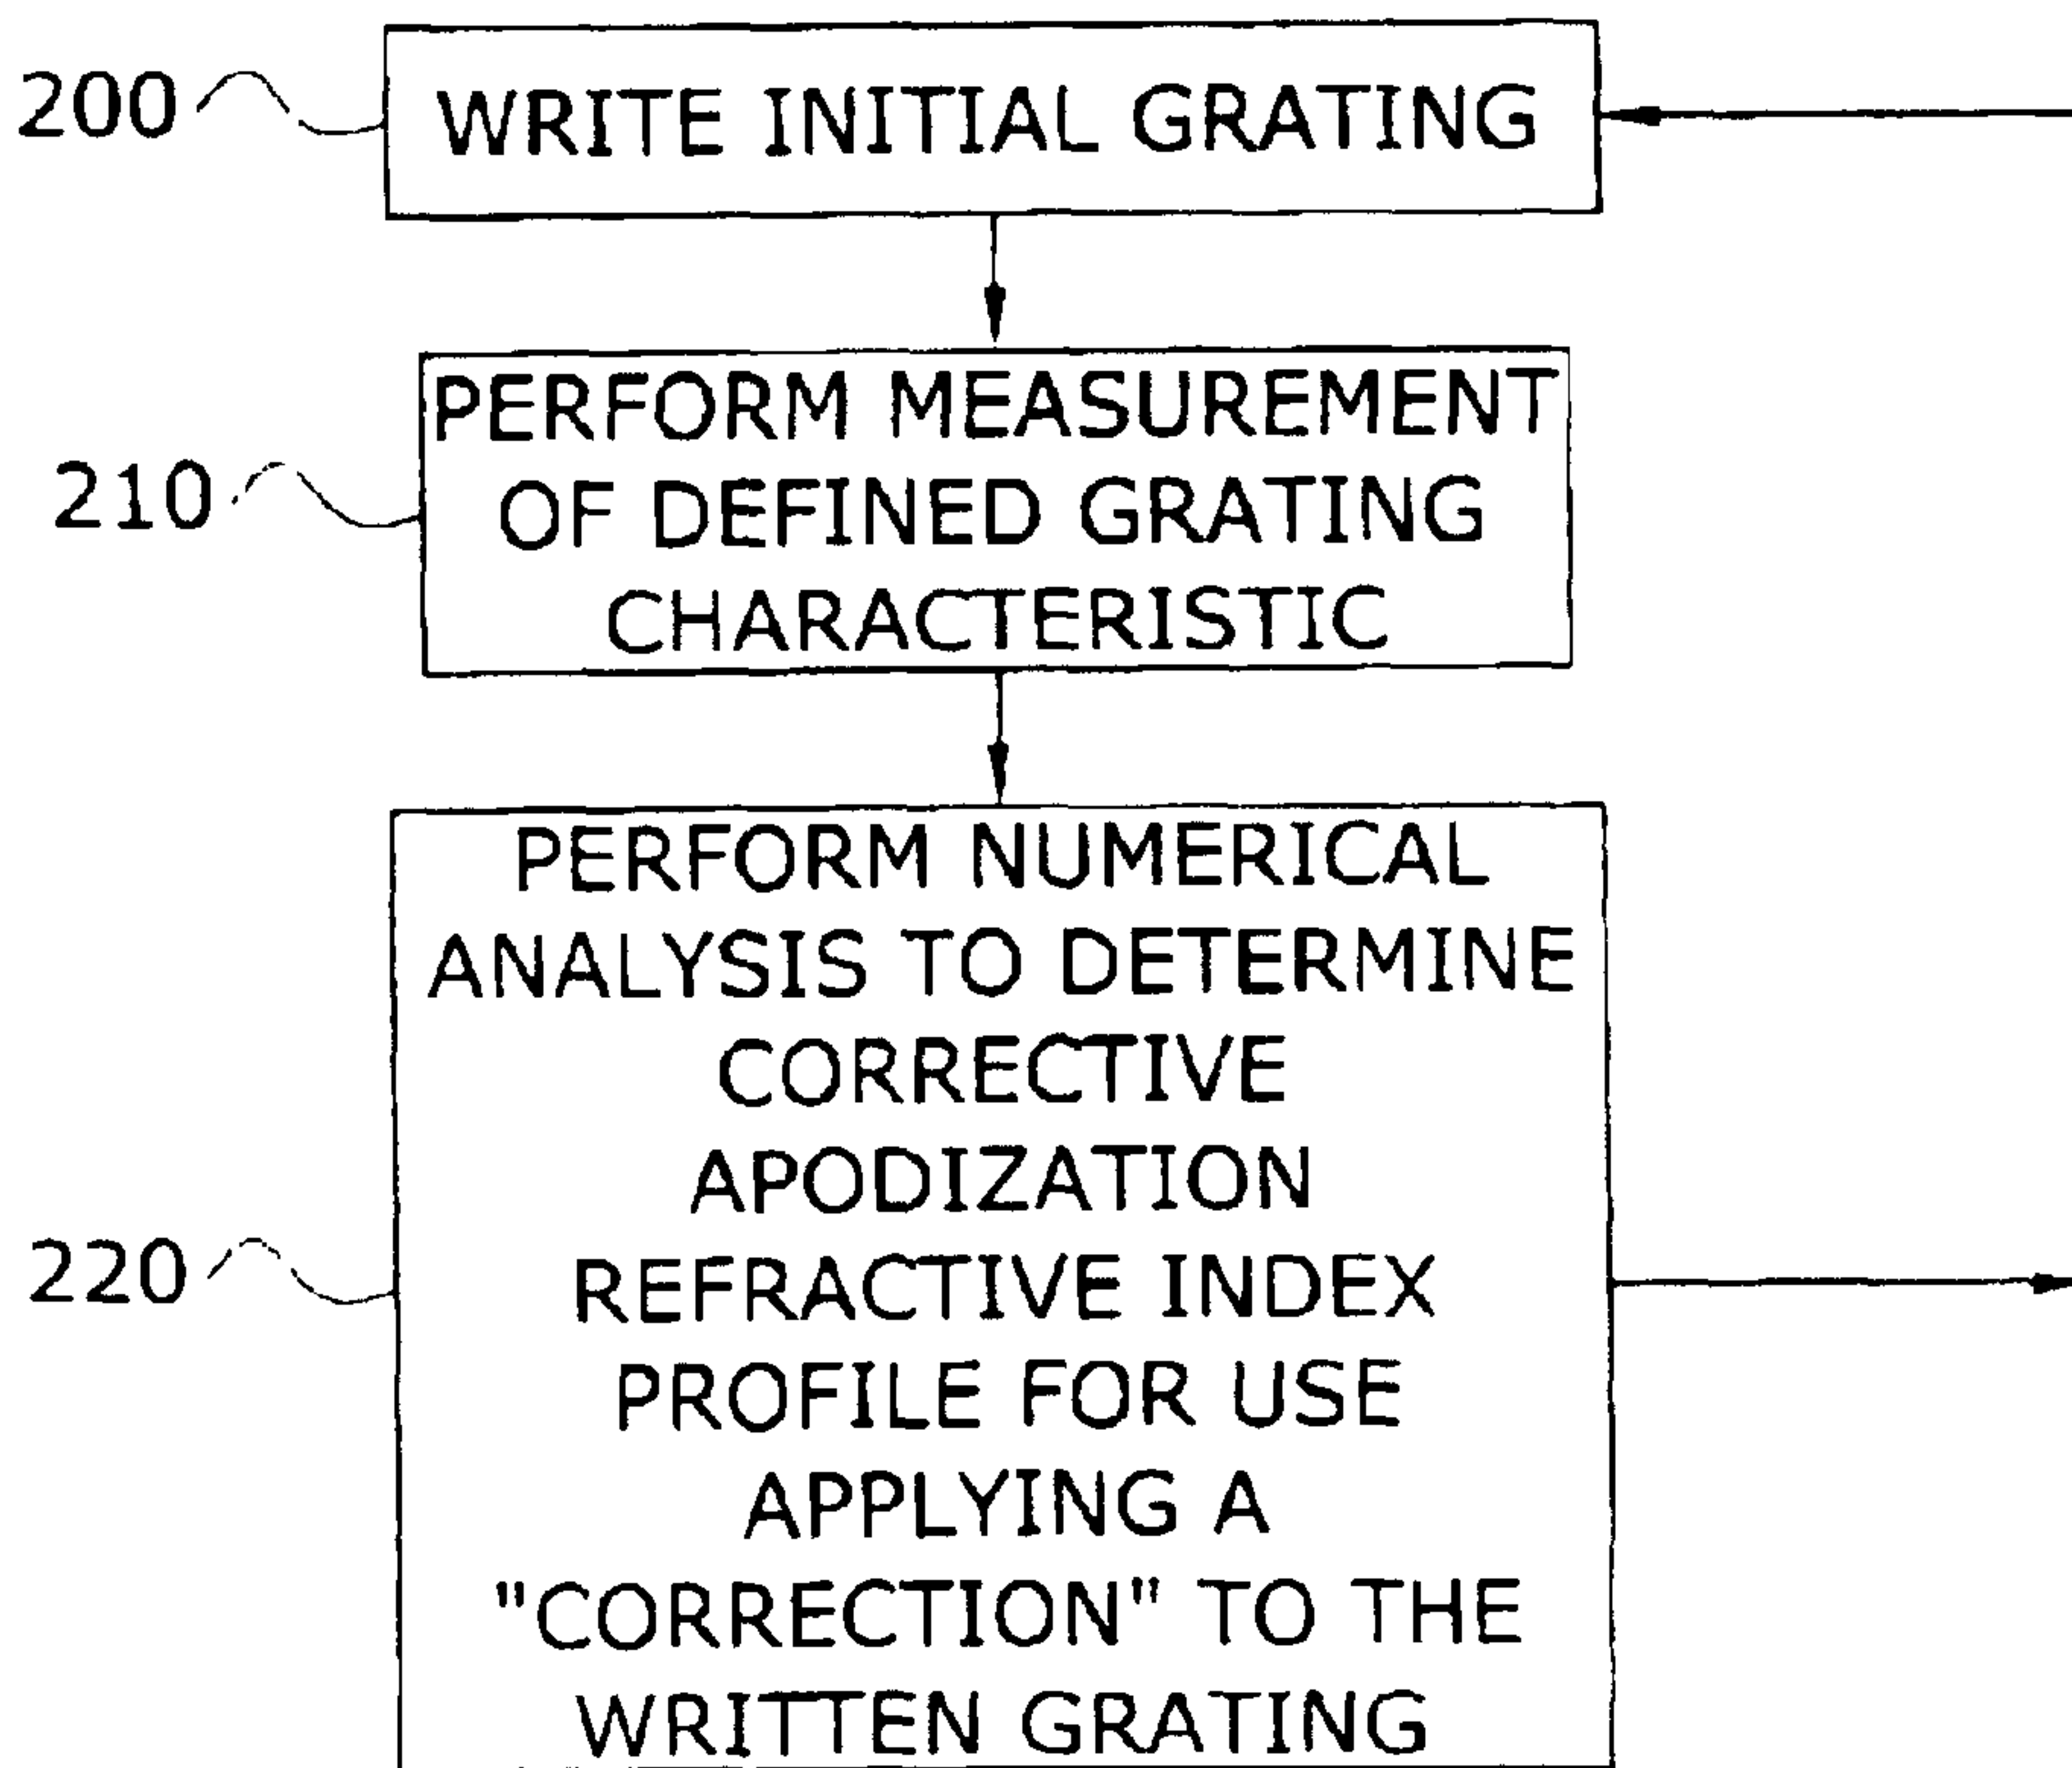 200
WRITE INITIAL GRATING
210
PERFORM MEASUREMENT
OF DEFINED GRATING
CHARACTERISTIC
220
PERFORM NUMERICAL
ANALYSIS TO DETERMINE
CORRECTIVE
APODIZATION
REFRACTIVE INDEX
PROFILE FOR USE
APPLYING A
"CORRECTION" TO THE
WRITTEN GRATING